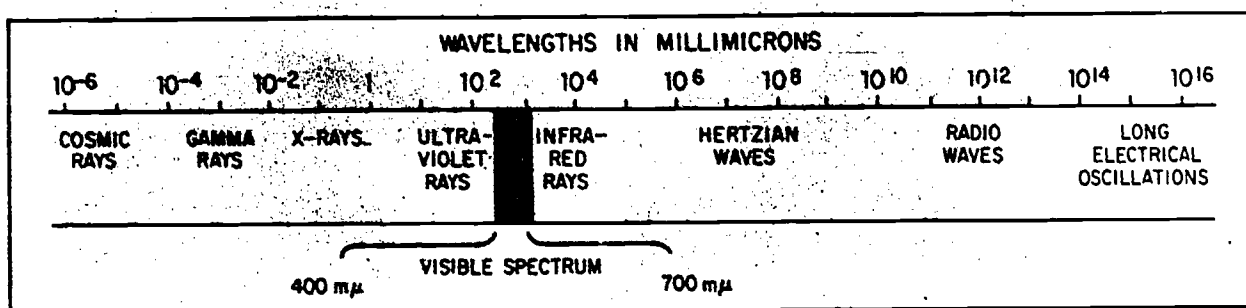 WAVELENGTHS IN MILLIMICRONS
10⁻⁶ 10⁻⁴ 10⁻² 1 10² 10⁴ 10⁶ 10⁸ 10¹⁰ 10¹² 10¹⁴ 10¹⁶
COSMIC RAYS
GAMMA RAYS
X-RAYS
ULTRA-
VIOLET
RAYS
INFRA-
RED
RAYS
HERTZIAN
WAVES
RADIO
WAVES
LONG
ELECTRICAL
OSCILLATIONS
VISIBLE SPECTRUM
400 mμ
700 mμ